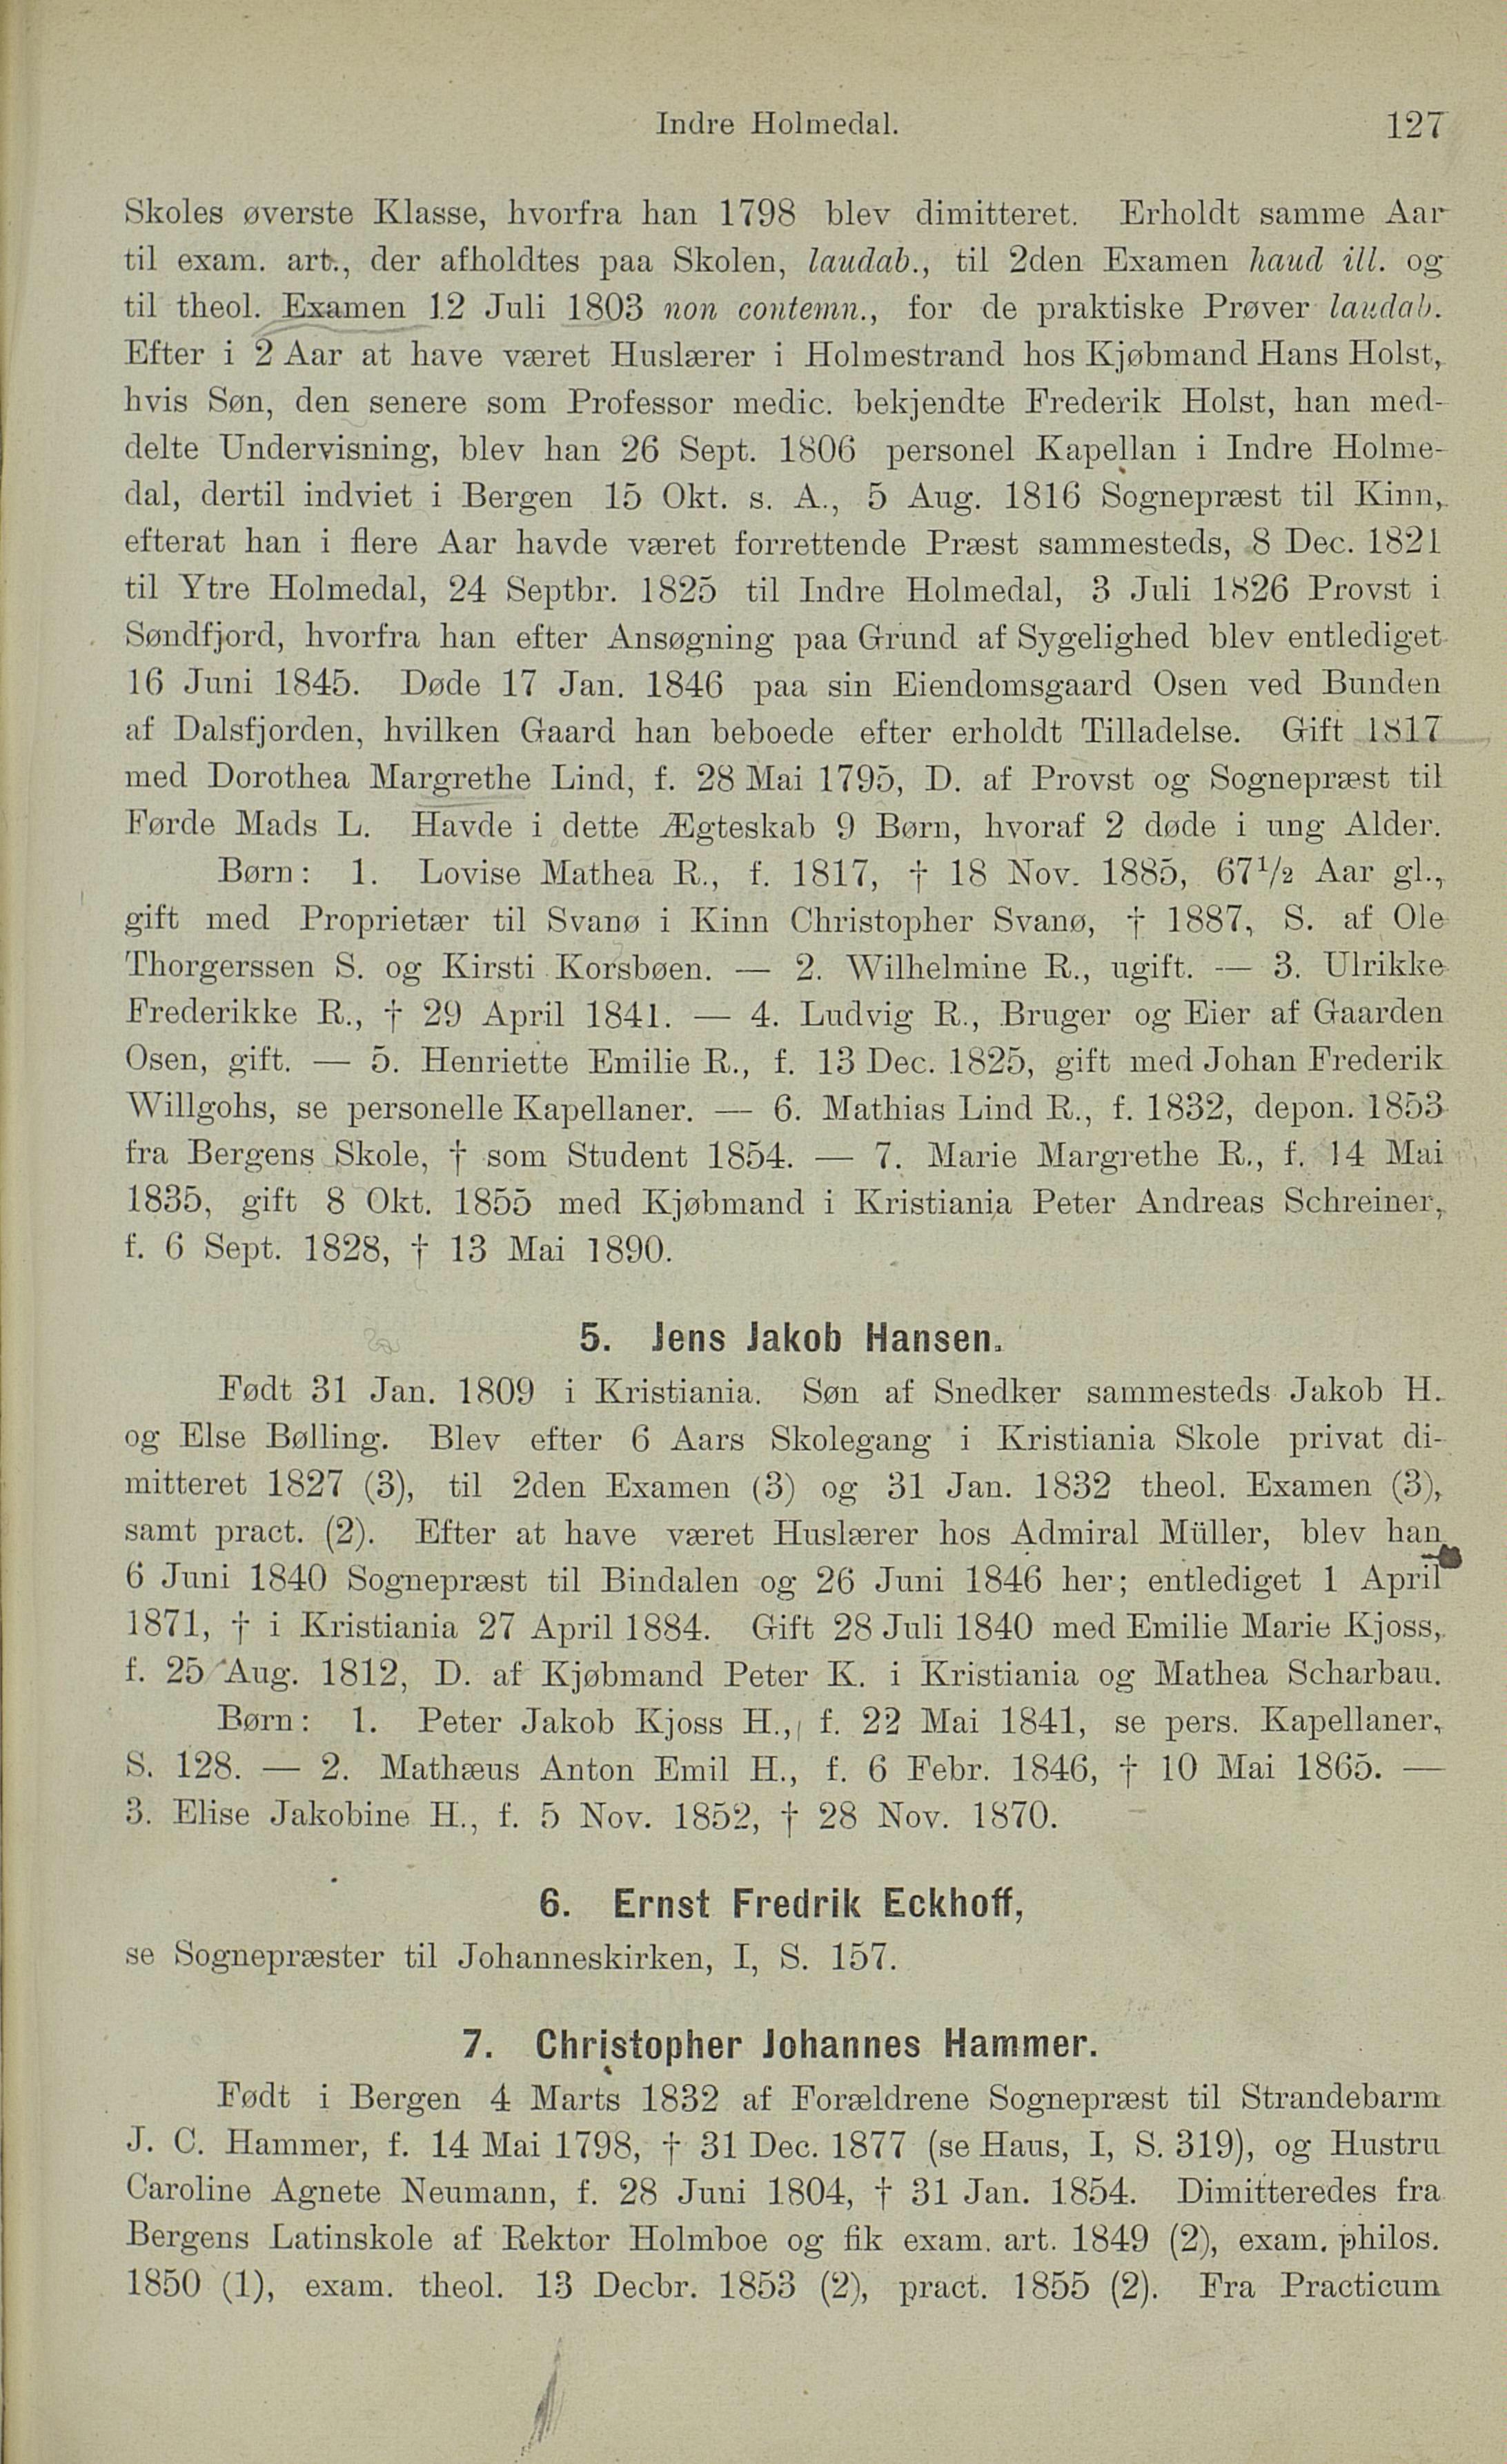 Indre Holmedal. 127
Skoles øverste Klasse, hvorfra han 1798 blev dimitteret. Erholdt samme Aar
til exam. art., der afholdtes paa Skolen, laudab., til 2den Examen haud ill. og
til theol. Examen 12 Juli 1803 non contemn., for de praktiske Prøver laudab.
Efter i 2 Aar at have været Huslærer i Holmestrand hos Kjøbmand Hans Holst,
hvis Søn, den senere som Professor medic. bekjendte Frederik Holst, han med-
delte Undervisning, blev han 26 Sept. 1806 personel Kapellan i Indre Holme-
dal, dertil indviet i Bergen 15 Okt. s. A., 5 Aug. 1816 Sognepræst til Kinn,
efterat han i flere Aar havde været forrettende Præst sammesteds, 8 Dec. 1821
til Ytre Holmedal, 24 Septbr. 1825 til Indre Holmedal, 3 Juli 1826 Provst i
Søndfjord, hvorfra han efter Ansøgning paa Grund af Sygelighed blev entlediget
16 Juni 1845. Døde 17 Jan. 1846 paa sin Eiendomsgaard Osen ved Bunden
af Dalsfjorden, hvilken Gaard han beboede efter erholdt Tilladelse. Gift 1817
med Dorothea Margrethe Lind, f. 28 Mai 1795, D. af Provst og Sognepræst til
Førde Mads L. Havde i dette Ægteskab 9 Børn, hvoraf 2 døde i ung Alder.
Børn: 1. Lovise Mathea R., f. 1817, † 18 Nov. 1885, 67½ Aar gl.,
gift med Proprietær til Svanø i Kinn Christopher Svanø, † 1887, S. af Ole
Thorgerssen S. og Kirsti Korsbøen. — 2. Wilhelmine R., ugift. — 3. Ulrikke
Frederikke R., † 29 April 1841. — 4. Ludvig R., Bruger og Eier af Gaarden
Osen, gift. — 5. Henriette Emilie R., f. 13 Dec. 1825, gift med Johan Frederik
Willgohs, se personelle Kapellaner. — 6. Mathias Lind R., f. 1832, depon. 1853
fra Bergens Skole, † som Student 1854. — 7. Marie Margrethe R., f. 14 Mai
1835, gift 8 Okt. 1855 med Kjøbmand i Kristiania Peter Andreas Schreiner,
f. 6 Sept. 1828, † 13 Mai 1890.
5. Jens Jakob Hansen.
Født 31 Jan. 1809 i Kristiania. Søn af Snedker sammesteds Jakob H.
og Else Bølling. Blev efter 6 Aars Skolegang i Kristiania Skole privat di-
mitteret 1827 (3), til 2den Examen (3) og 31 Jan. 1832 theol. Examen (3),
samt pract. (2). Efter at have været Huslærer hos Admiral Müller, blev han
6 Juni 1840 Sognepræst til Bindalen og 26 Juni 1846 her; entlediget 1 April
1871, † i Kristiania 27 April 1884. Gift 28 Juli 1840 med Emilie Marie Kjoss,
f. 25 Aug. 1812, D. af Kjøbmand Peter K. i Kristiania og Mathea Scharbau.
Børn: 1. Peter Jakob Kjoss H., f. 22 Mai 1841, se pers. Kapellaner,
S. 128. — 2. Mathæus Anton Emil H., f. 6 Febr. 1846, † 10 Mai 1865. —
3. Elise Jakobine H., f. 5 Nov. 1852, † 28 Nov. 1870.
6. Ernst Fredrik Eckhoff,
se Sognepræster til Johanneskirken, I, S. 157.
7. Christopher Johannes Hammer.
Født i Bergen 4 Marts 1832 af Forældrene Sognepræst til Strandebarm
J. C. Hammer, f. 14 Mai 1798, † 31 Dec. 1877 (se Haus, I, S. 319), og Hustru
Caroline Agnete Neumann, f. 28 Juni 1804, † 31 Jan. 1854. Dimitteredes fra
Bergens Latinskole af Rektor Holmboe og fik exam. art. 1849 (2), exam. philos.
1850 (1), exam. theol. 13 Decbr. 1853 (2), pract. 1855 (2). Fra Practicum